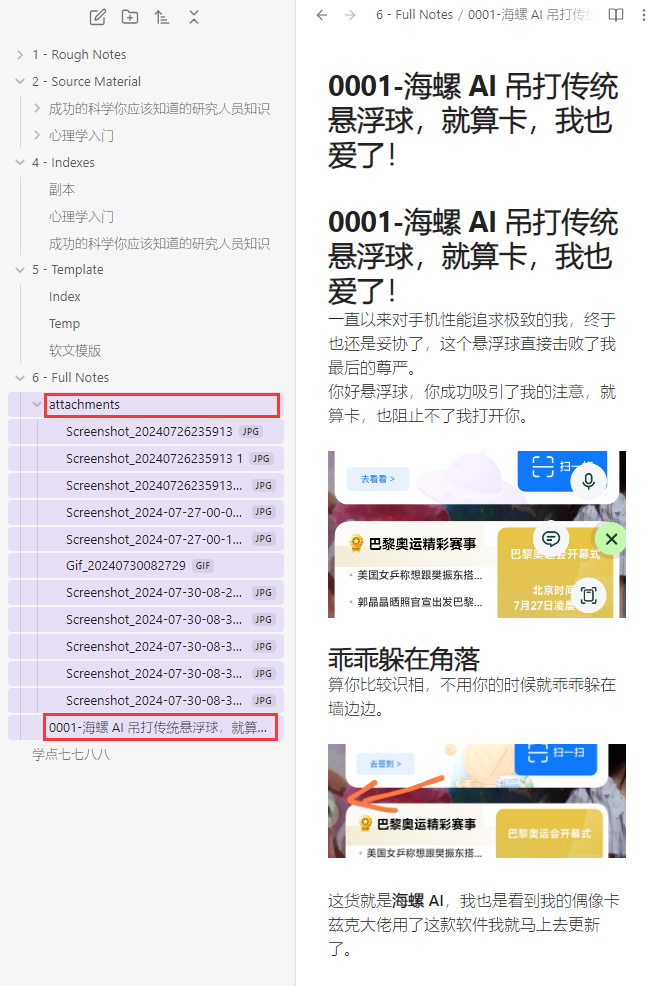 1 - Rough Notes
2 - Source Material
成功的科学你应该知道的研究人员知识
心理学入门
4 - Indexes
副本
心理学入门
成功的科学你应该知道的研究人员知识
5 - Template
Index
Temp
软文模版
6 - Full Notes
attachments
Screenshot_20240726235913 JPG
Screenshot_20240726235913 1 JPG
Screenshot_20240726235913... JPG
Screenshot_2024-07-27-00-0... JPG
Screenshot_2024-07-27-00-1... JPG
Gif_20240730082729 GIF
Screenshot_2024-07-30-08-2... JPG
Screenshot_2024-07-30-08-3... JPG
Screenshot_2024-07-30-08-3... JPG
Screenshot_2024-07-30-08-3... JPG
Screenshot_2024-07-30-08-3... JPG
0001-海螺 AI 吊打传统悬浮球，就算...
学点七七八八
6 - Full Notes / 0001-海螺 AI 吊打传
0001-海螺 AI 吊打传统
悬浮球，就算卡，我也
爱了！
0001-海螺 AI 吊打传统
悬浮球，就算卡，我也
爱了！
一直以来对手机性能追求极致的我，终于
也还是妥协了，这个悬浮球直接击败了我
最后的尊严。
你好悬浮球，你成功吸引了我的注意，就
算卡，也阻止不了我打开你。
去看看 >
扫一扫
巴黎奥运精彩赛事
巴黎奥运会开幕式
美国女乒称想跟樊振东搭...
北京时间
郭晶晶晒照官宣出发巴黎...
7月27日凌晨
乖乖躲在角落
算你比较识相，不用你的时候就乖乖躲在
墙边边。
去签到 >
扫一扫
巴黎奥运精彩赛事
巴黎奥运会开幕式
美国女乒称想跟樊振东搭...
这货就是海螺 AI，我也是看到我的偶像卡
兹克大佬用了这款软件我就马上去更新
了。